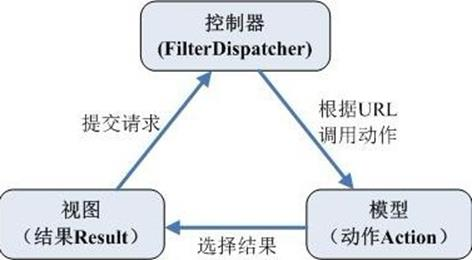 控制器
(FilterDispatcher)
提交请求
根据URL
调用动作
视图
（结果Result）
选择结果
模型
（动作Action）